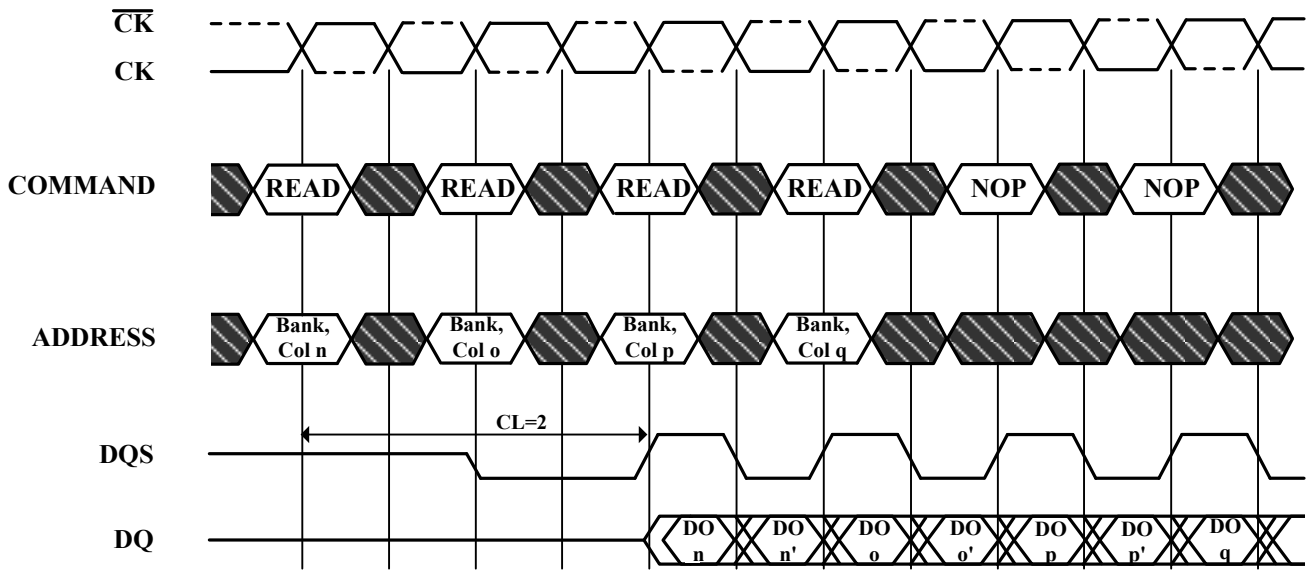 CK
CK
COMMAND
READ
READ
READ
READ
NOP
NOP
ADDRESS
Bank,
Col n
Bank,
Col o
Bank,
Col p
Bank,
Col q
CL=2
DQS
DQ
DO
n
DO
n'
DO
o
DO
o'
DO
p
DO
p'
DO
q